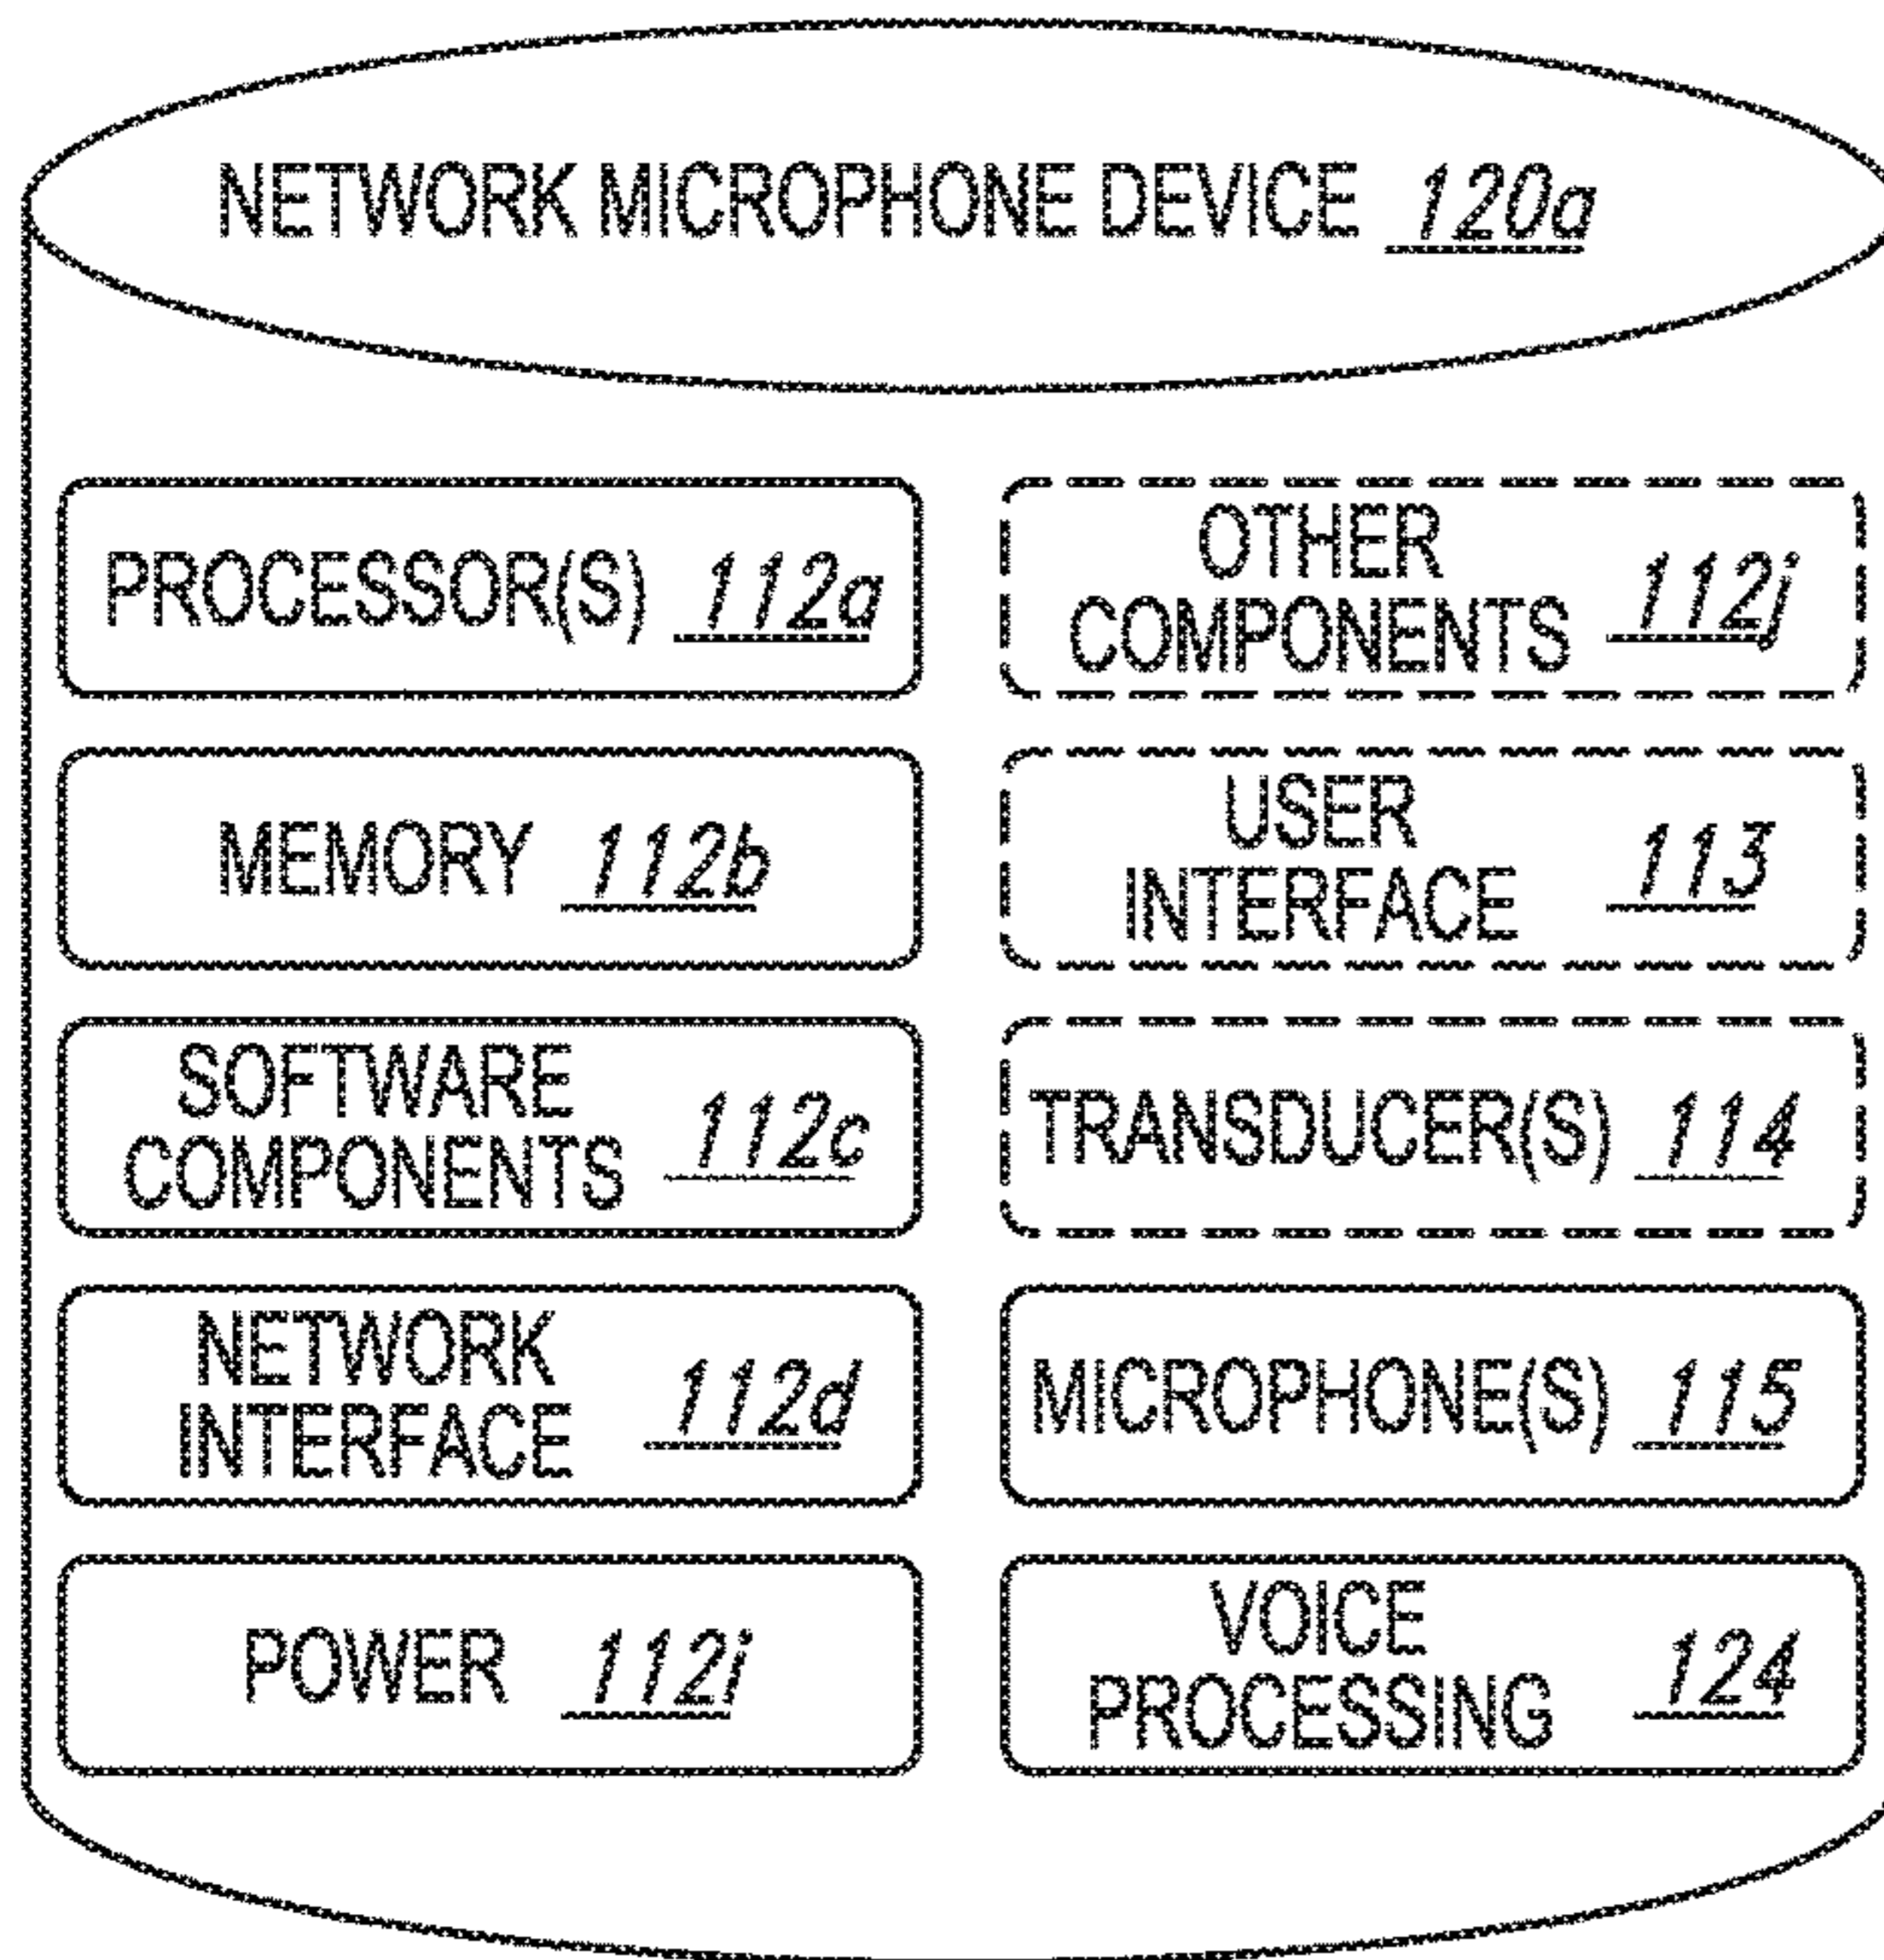 NETWORK MICROPHONE DEVICE 120a
PROCESSOR(S) 112a
MEMORY 112b
SOFTWARE
COMPONENTS 112c
NETWORK
INTERFACE 112d
POWER 112i
OTHER
COMPONENTS 112j
USER
INTERFACE 113
TRANSDUCER(S) 114
MICROPHONE(S) 115
VOICE
PROCESSING 124